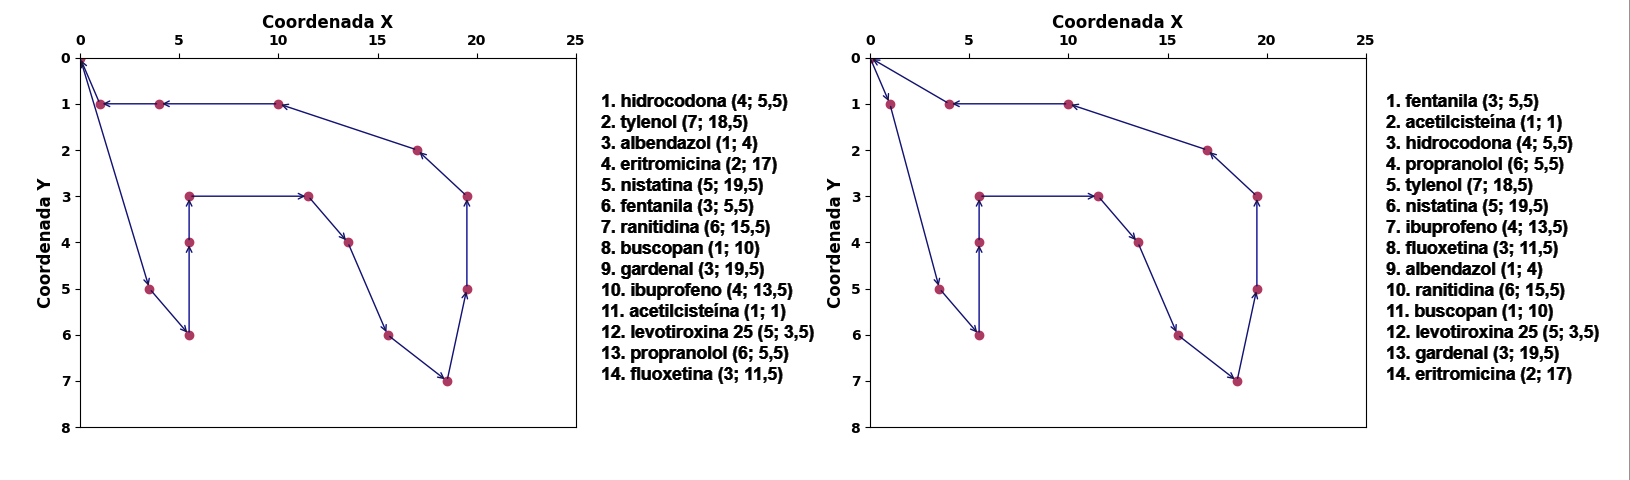 Coordenada X
0 5 10 15 20 25
0
1
2
3
4
5
6
7
8
Coordenada Y
1. hidrocodona (4; 5,5)
2. tylenol (7; 18,5)
3. albendazol (1; 4)
4. eritromicina (2; 17)
5. nistatina (5; 19,5)
6. fentanila (3; 5,5)
7. ranitidina (6; 15,5)
8. buscopan (1; 10)
9. gardenal (3; 19,5)
10. ibuprofeno (4; 13,5)
11. acetilcisteína (1; 1)
12. levotiroxina 25 (5; 3,5)
13. propranolol (6; 5,5)
14. fluoxetina (3; 11,5)
Coordenada X
0 5 10 15 20 25
0
1
2
3
4
5
6
7
8
Coordenada Y
1. fentanila (3; 5,5)
2. acetilcisteína (1; 1)
3. hidrocodona (4; 5,5)
4. propranolol (6; 5,5)
5. tylenol (7; 18,5)
6. nistatina (5; 19,5)
7. ibuprofeno (4; 13,5)
8. fluoxetina (3; 11,5)
9. albendazol (1; 4)
10. ranitidina (6; 15,5)
11. buscopan (1; 10)
12. levotiroxina 25 (5; 3,5)
13. gardenal (3; 19,5)
14. eritromicina (2; 17)